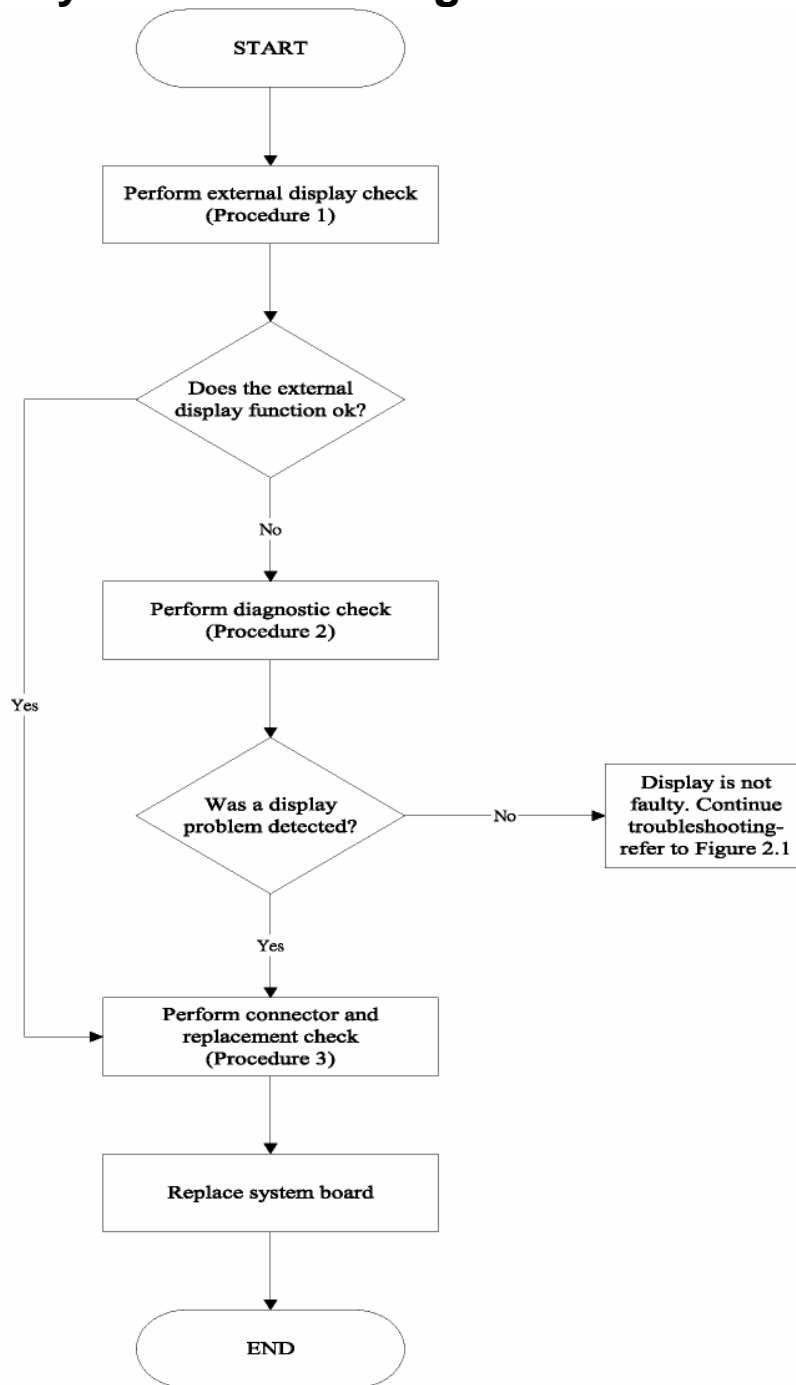 START
Perform external display check
(Procedure 1)
Does the external
display function ok?
No
Perform diagnostic check
(Procedure 2)
Yes
Was a display
problem detected?
No
Display is not
faulty. Continue
troubleshooting-
refer to Figure 2.1
Yes
Perform connector and
replacement check
(Procedure 3)
Replace system board
END